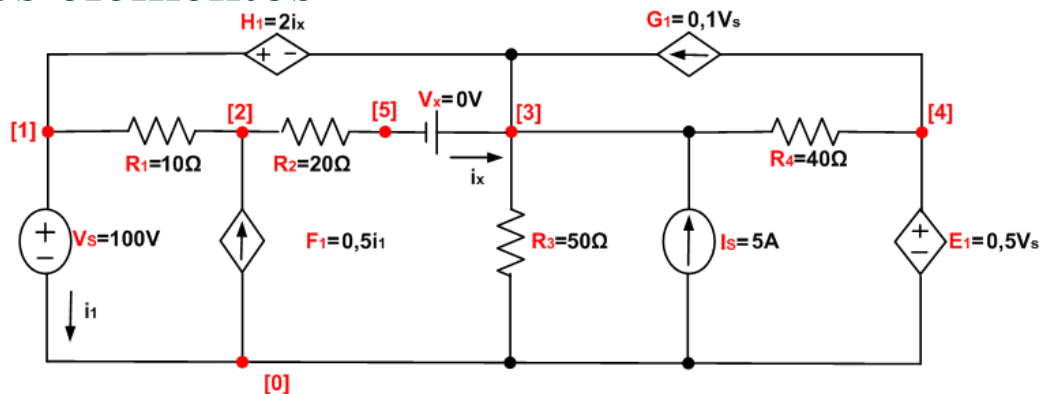 H1=2ix
G1=0,1Vs
+ -
[2]
[5]
Vx=0V
[3]
[4]
[1]
R1=10Ω
R2=20Ω
ix
R4=40Ω
+
-
VS=100V
F1=0,5i1
R3=50Ω
IS=5A
+
-
E1=0,5Vs
i1
[0]